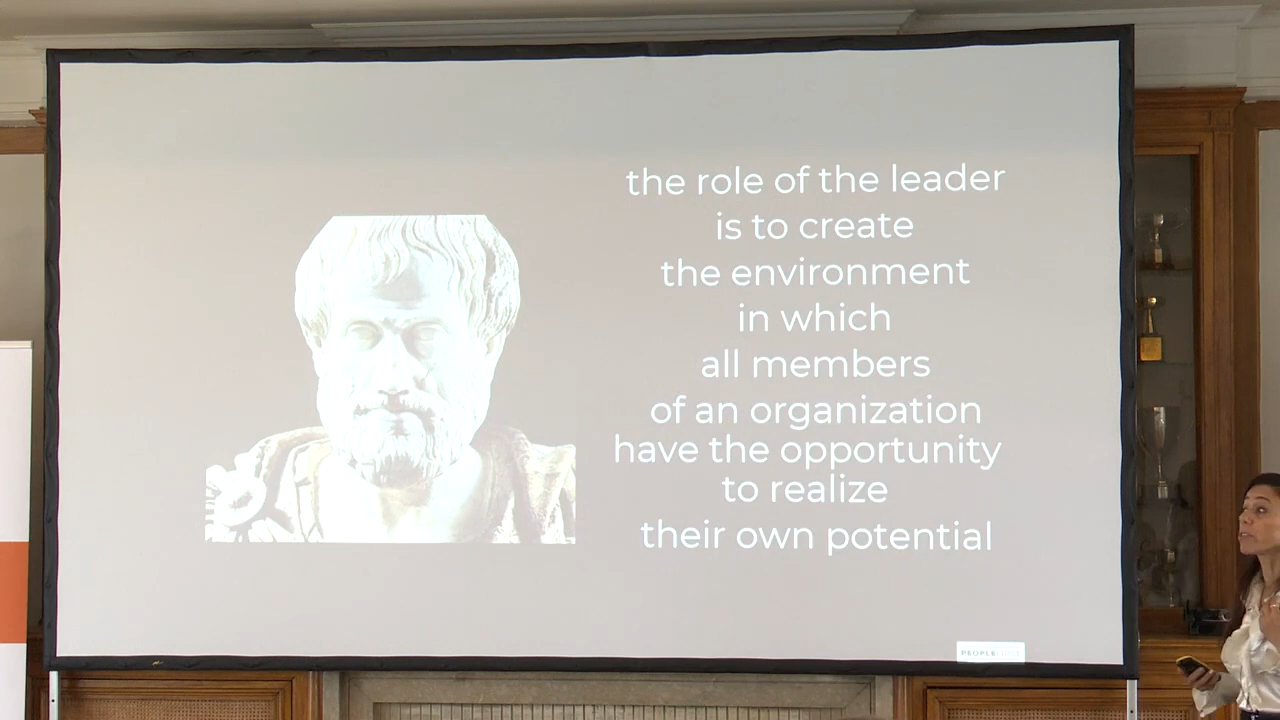 the role of the leader
is to create
the environment
in which
all members
of an organization
have the opportunity
to realize
their own potential
PEOPLE